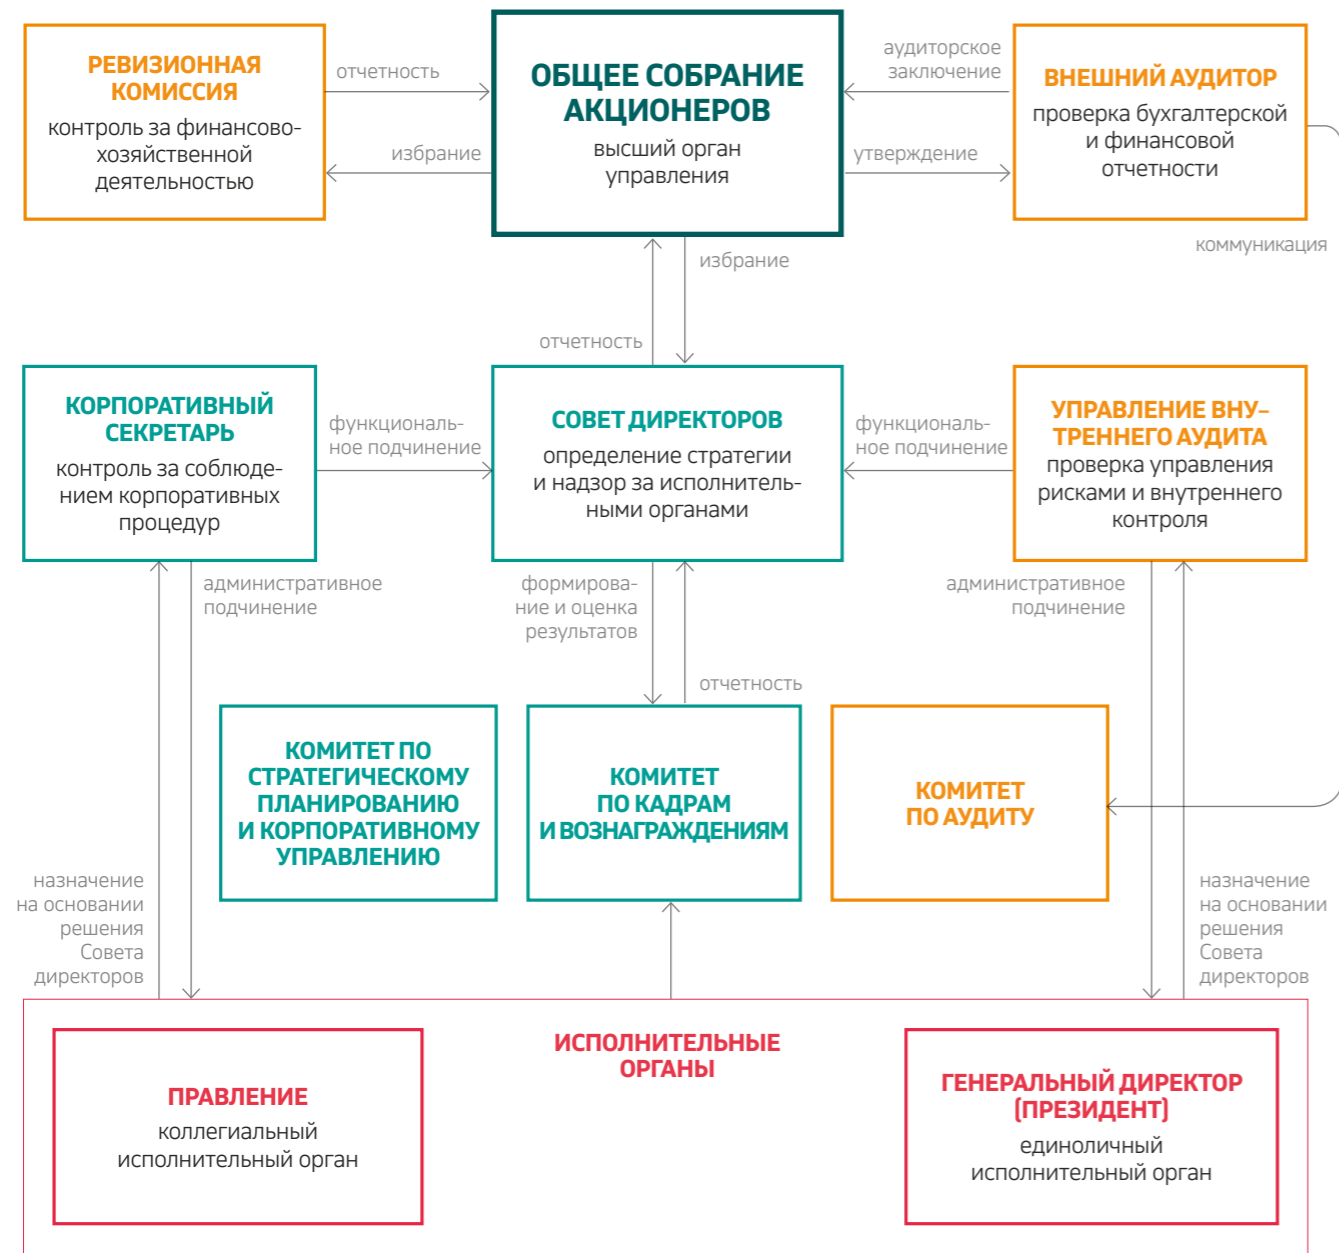 РЕВИЗИОННАЯ
КОМИССИЯ
контроль за финансово-
хозяйственной
деятельностью
отчетность
избрание
ОБЩЕЕ СОБРАНИЕ
АКЦИОНЕРОВ
высший орган
управления
аудиторское
заключение
утверждение
ВНЕШНИЙ АУДИТОР
проверка бухгалтерской
и финансовой
отчетности
коммуникация
избрание
отчетность
КОРПОРАТИВНЫЙ
СЕКРЕТАРЬ
контроль за соблюде-
нием корпоративных
процедур
функциональ-
ное подчинение
СОВЕТ ДИРЕКТОРОВ
определение стратегии
и надзор за исполнитель-
ными органами
функциональ-
ное подчинение
УПРАВЛЕНИЕ ВНУ-
ТРЕННЕГО АУДИТА
проверка управления
рисками и внутреннего
контроля
административное
подчинение
формирова-
ние и оценка
результатов
отчетность
административное
подчинение
КОМИТЕТ ПО
СТРАТЕГИЧЕСКОМУ
ПЛАНИРОВАНИЮ
И КОРПОРАТИВНОМУ
УПРАВЛЕНИЮ
КОМИТЕТ
ПО КАДРАМ
И ВОЗНАГРАЖДЕНИЯМ
КОМИТЕТ
ПО АУДИТУ
назначение
на основании
решения
Совета
директоров
назначение
на основании
решения
Совета
директоров
ИСПОЛНИТЕЛЬНЫЕ
ОРГАНЫ
ПРАВЛЕНИЕ
коллегиальный
исполнительный орган
ГЕНЕРАЛЬНЫЙ ДИРЕКТОР
(ПРЕЗИДЕНТ)
единоличный
исполнительный орган